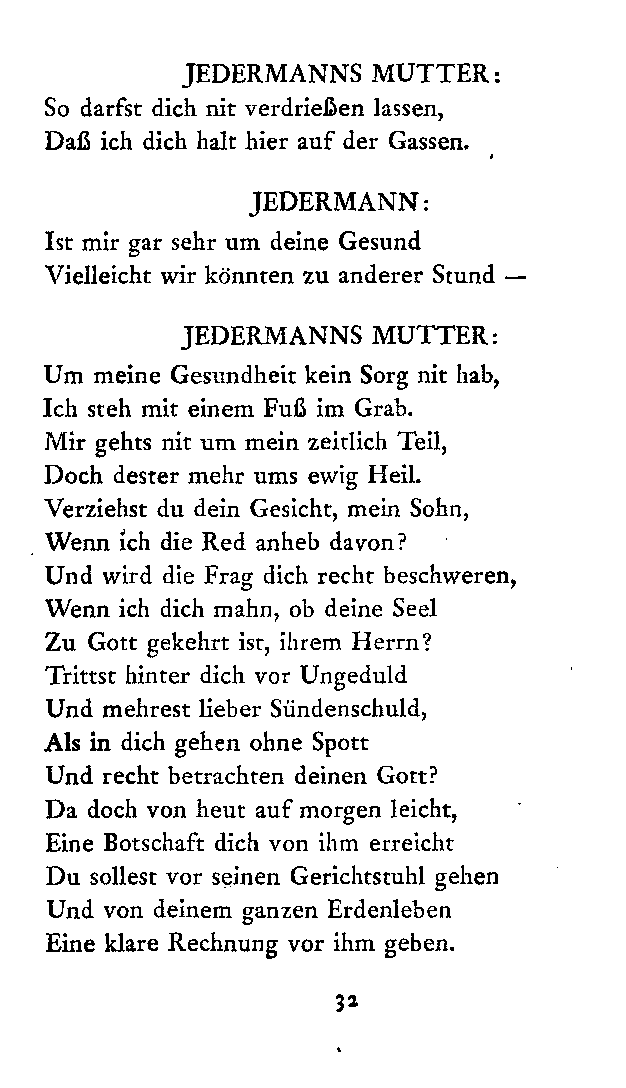 JEDERMANNS MUTTER:
So darfst dich nit verdrießen lassen,
Daß ich dich halt hier auf der Gassen.
JEDERMANN:
Ist mir gar sehr um deine Gesund
Vielleicht wir könnten zu anderer Stund —
JEDERMANNS MUTTER:
Um meine Gesundheit kein Sorg nit hab,
Ich steh mit einem Fuß im Grab.
Mir gehts nit um mein zeitlich Teil,
Doch dester mehr ums ewig Heil.
Verziehst du dein Gesicht, mein Sohn,
Wenn ich die Red anheb davon?
Und wird die Frag dich recht beschweren,
Wenn ich dich mahn, ob deine Seel
Zu Gott gekehrt ist, ihrem Herrn?
Trittst hinter dich vor Ungeduld
Und mehrest lieber Sündenschuld,
Als in dich gehen ohne Spott
Und recht betrachten deinen Gott?
Da doch von heut auf morgen leicht,
Eine Botschaft dich von ihm erreicht
Du sollest vor seinen Gerichtstuhl gehen
Und von deinem ganzen Erdenleben
Eine klare Rechnung vor ihm geben.
32